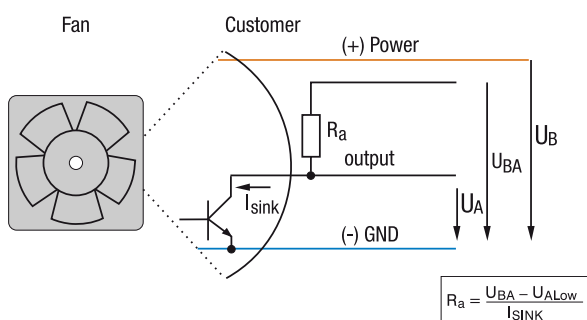 Fan
Customer
(+) Power
Ra
output
Isink
(-) GND
UA
UBA
UB
Ra = UBA – UALow
ISINK